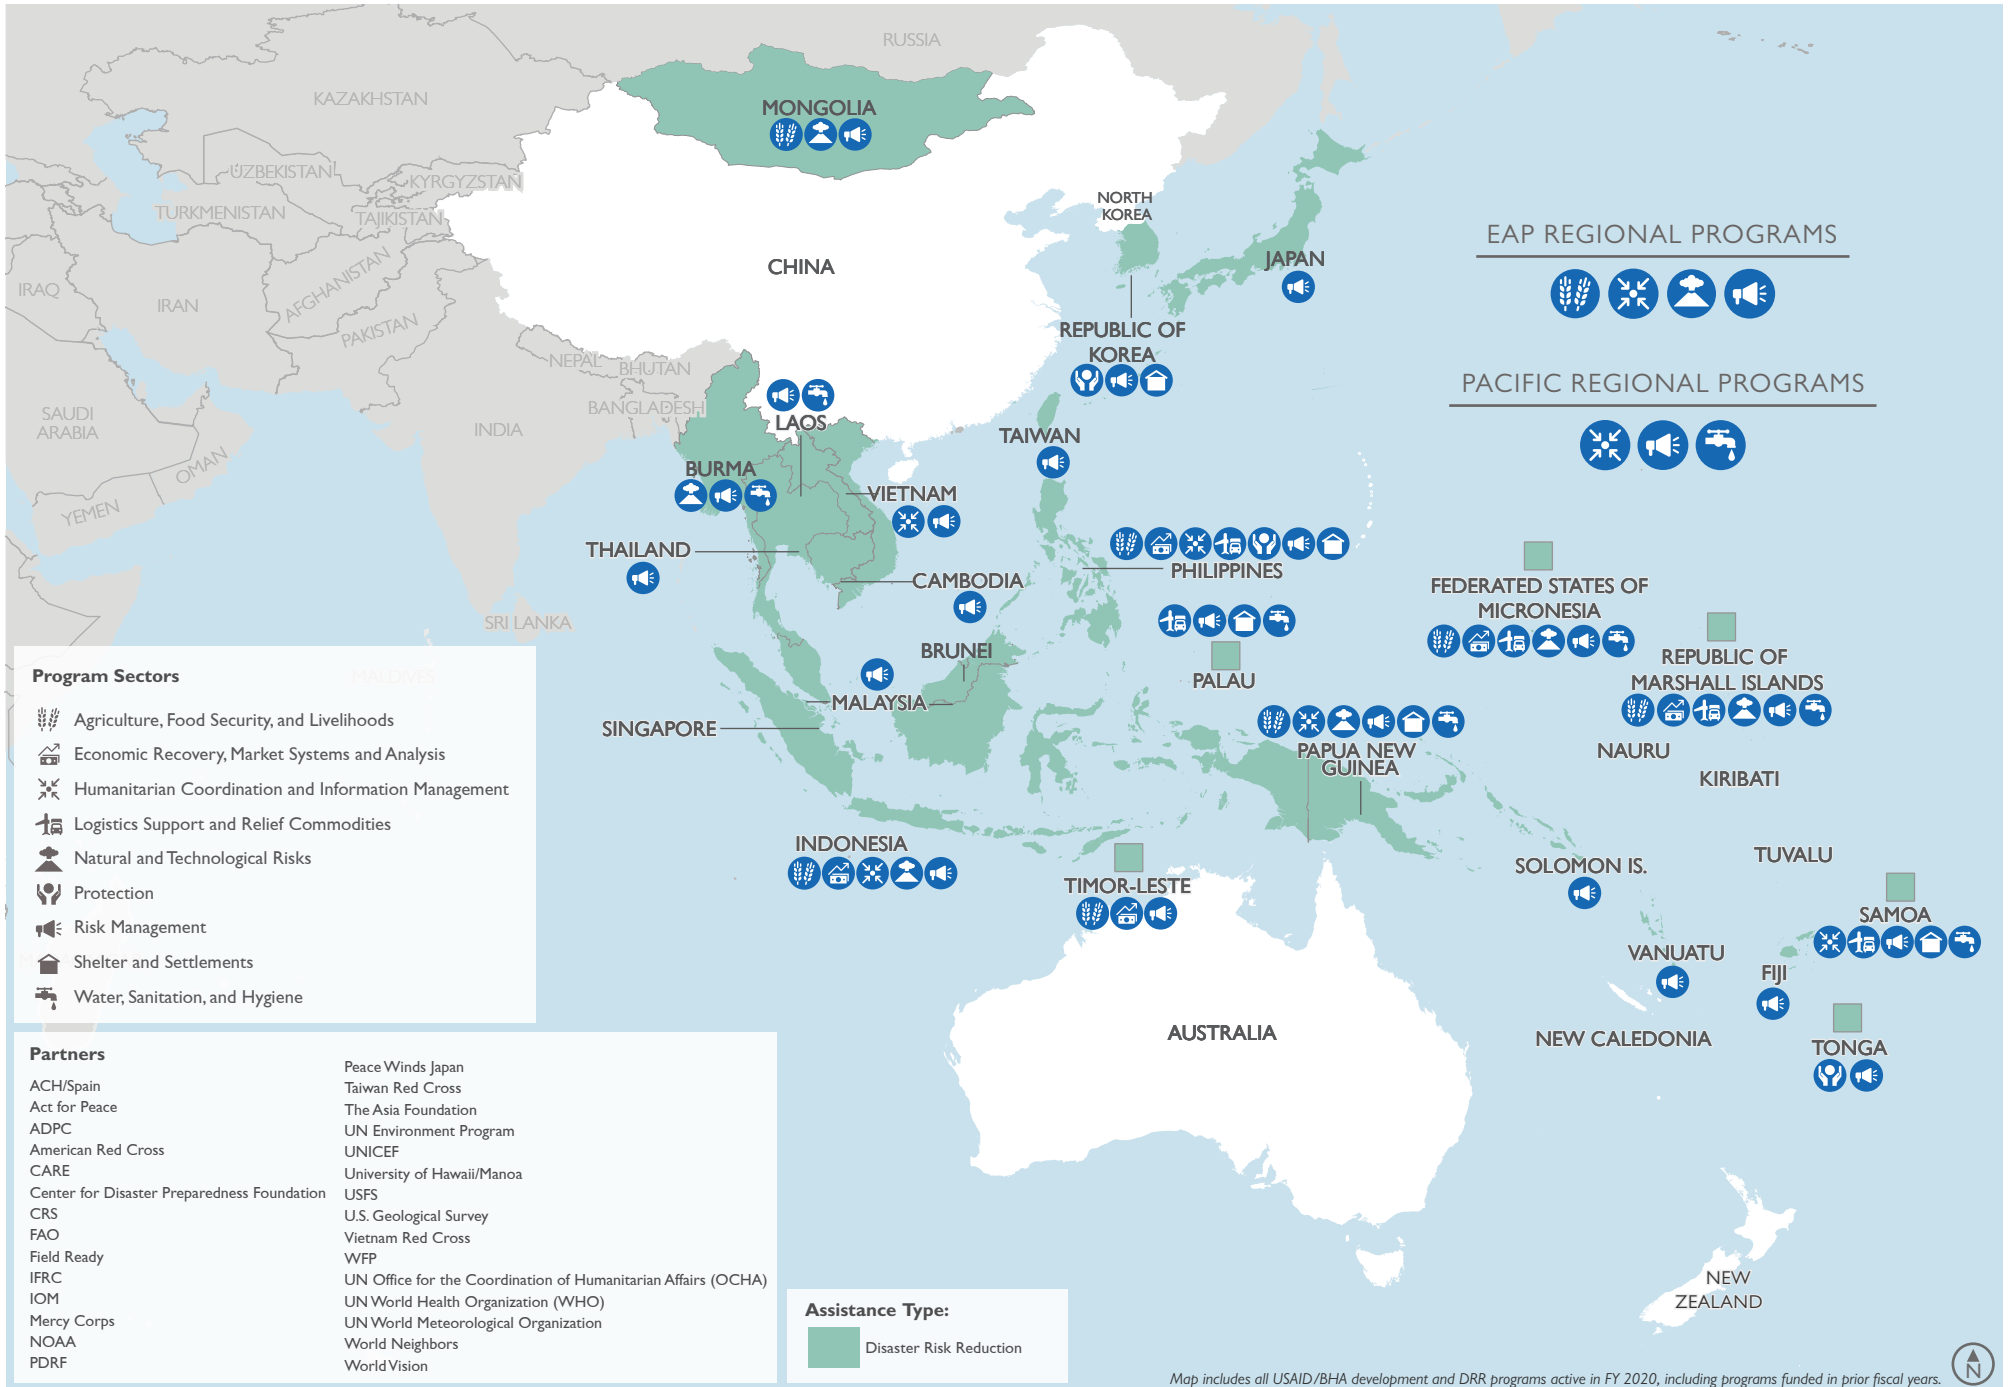 RUSSIA
KAZAKHSTAN
MONGOLIA
UZBEKISTAN
KYRGYZSTAN
TURKMENISTAN
TAJIKISTAN
NORTH
KOREA
EAP REGIONAL PROGRAMS
CHINA
JAPAN
AFGHANISTAN
IRAQ
IRAN
PAKISTAN
REPUBLIC OF
KOREA
NEPAL
BHUTAN
PACIFIC REGIONAL PROGRAMS
BANGLADESH
SAUDI
ARABIA
LAOS
INDIA
TAIWAN
OMAN
BURMA
VIETNAM
YEMEN
THAILAND
PHILIPPINES
CAMBODIA
FEDERATED STATES OF
MICRONESIA
SRI LANKA
BRUNEI
REPUBLIC OF
MARSHALL ISLANDS
MALDIVES
PALAU
MALAYSIA
SINGAPORE
PAPUA NEW
GUINEA
NAURU
KIRIBATI
INDONESIA
TIMOR-LESTE
SOLOMON IS.
TUVALU
SAMOA
VANUATU
FIJI
AUSTRALIA
NEW CALEDONIA
TONGA
NEW
ZEALAND
Program Sectors
Agriculture, Food Security, and Livelihoods
Economic Recovery, Market Systems and Analysis
Humanitarian Coordination and Information Management
Logistics Support and Relief Commodities
Natural and Technological Risks
Protection
Risk Management
Shelter and Settlements
Water, Sanitation, and Hygiene
Partners
ACH/Spain
Act for Peace
ADPC
American Red Cross
CARE
Center for Disaster Preparedness Foundation
CRS
FAO
Field Ready
IFRC
IOM
Mercy Corps
NOAA
PDRF
Peace Winds Japan
Taiwan Red Cross
The Asia Foundation
UN Environment Program
UNICEF
University of Hawaii/Manoa
USFS
U.S. Geological Survey
Vietnam Red Cross
WFP
UN Office for the Coordination of Humanitarian Affairs (OCHA)
UN World Health Organization (WHO)
UN World Meteorological Organization
World Neighbors
World Vision
Assistance Type:
Disaster Risk Reduction
Map includes all USAID/BHA development and DRR programs active in FY 2020, including programs funded in prior fiscal years.
N